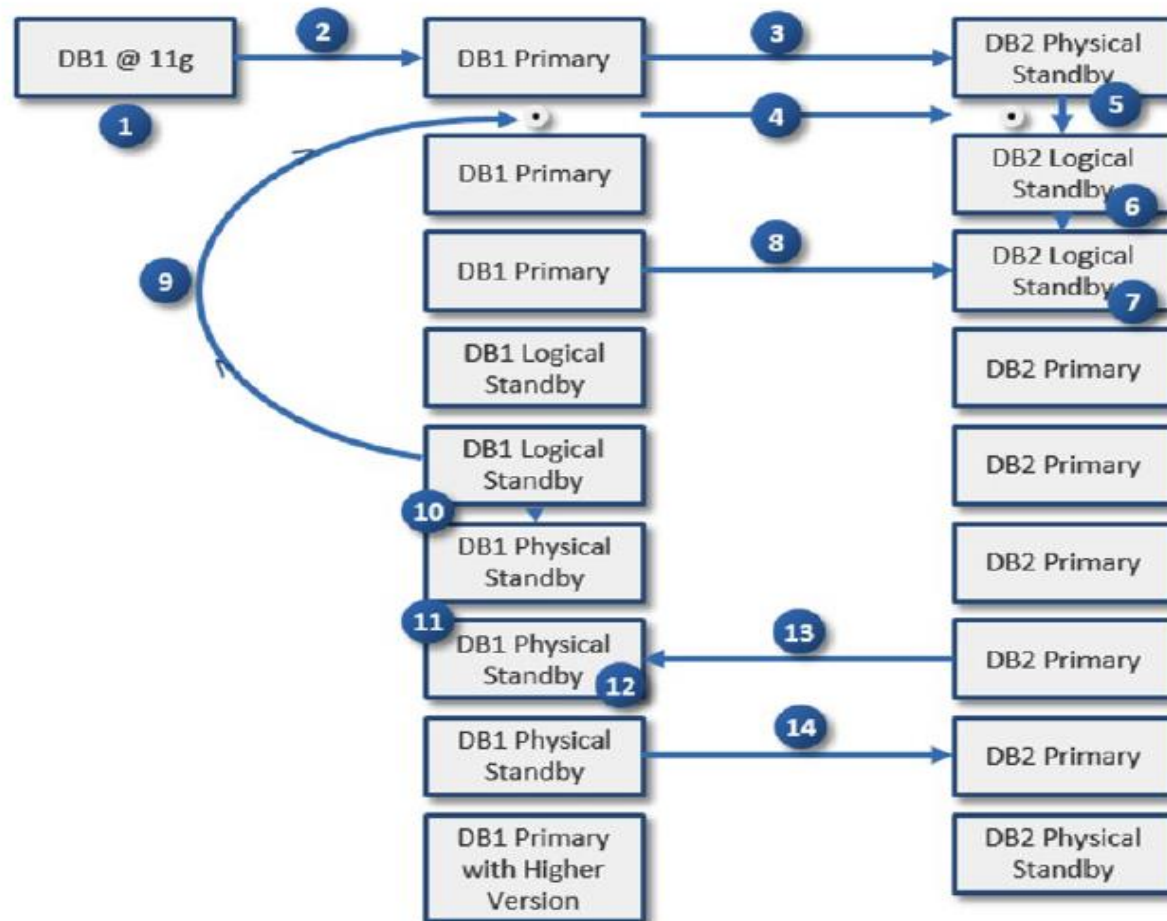 2
3
DB1 @ 11g
DB1 Primary
DB2 Physical
Standby
1
4
5
DB1 Primary
DB2 Logical
Standby
6
8
DB1 Primary
DB2 Logical
Standby
7
9
DB1 Logical
Standby
DB2 Primary
DB1 Logical
Standby
DB2 Primary
10
DB1 Physical
Standby
DB2 Primary
11
13
DB1 Physical
Standby
12
DB2 Primary
14
DB1 Physical
Standby
DB2 Primary
DB1 Primary
with Higher
Version
DB2 Physical
Standby